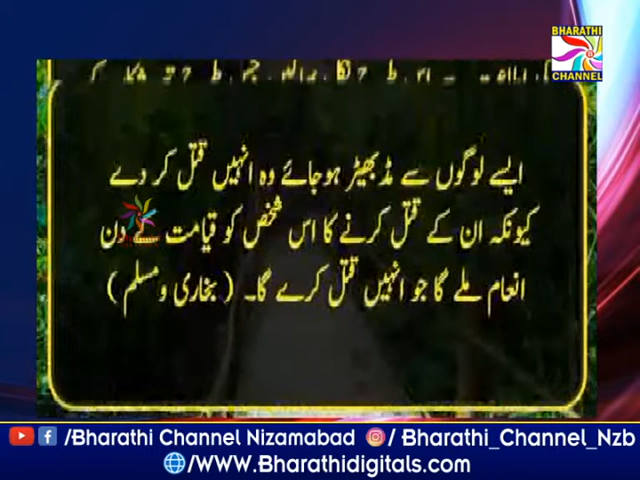 BHARATHI
CHANNEL
ایسے لوگوں سے مڈبھیڑ ہوجائے وہ انہیں قتل کر دے
کیونکہ ان کے قتل کرنے کا اس شخص کو قیامت کے دن
انعام ملے گا جو انہیں قتل کرے گا۔ (بخاری و مسلم)
/Bharathi Channel Nizamabad / Bharathi_Channel_Nzb
/WWW.Bharathidigitals.com